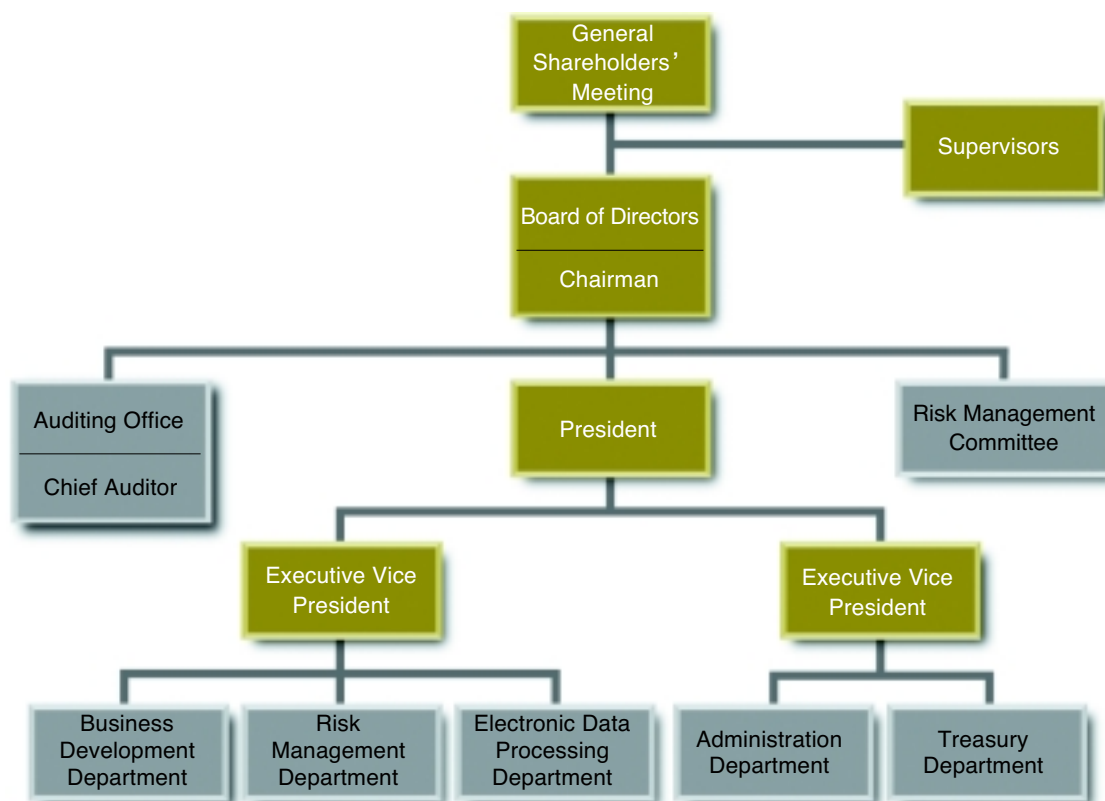 General
Shareholders’
Meeting
Supervisors
Board of Directors
Chairman
Auditing Office
Chief Auditor
President
Risk Management
Committee
Executive Vice
President
Executive Vice
President
Business
Development
Department
Risk
Management
Department
Electronic Data
Processing
Department
Administration
Department
Treasury
Department